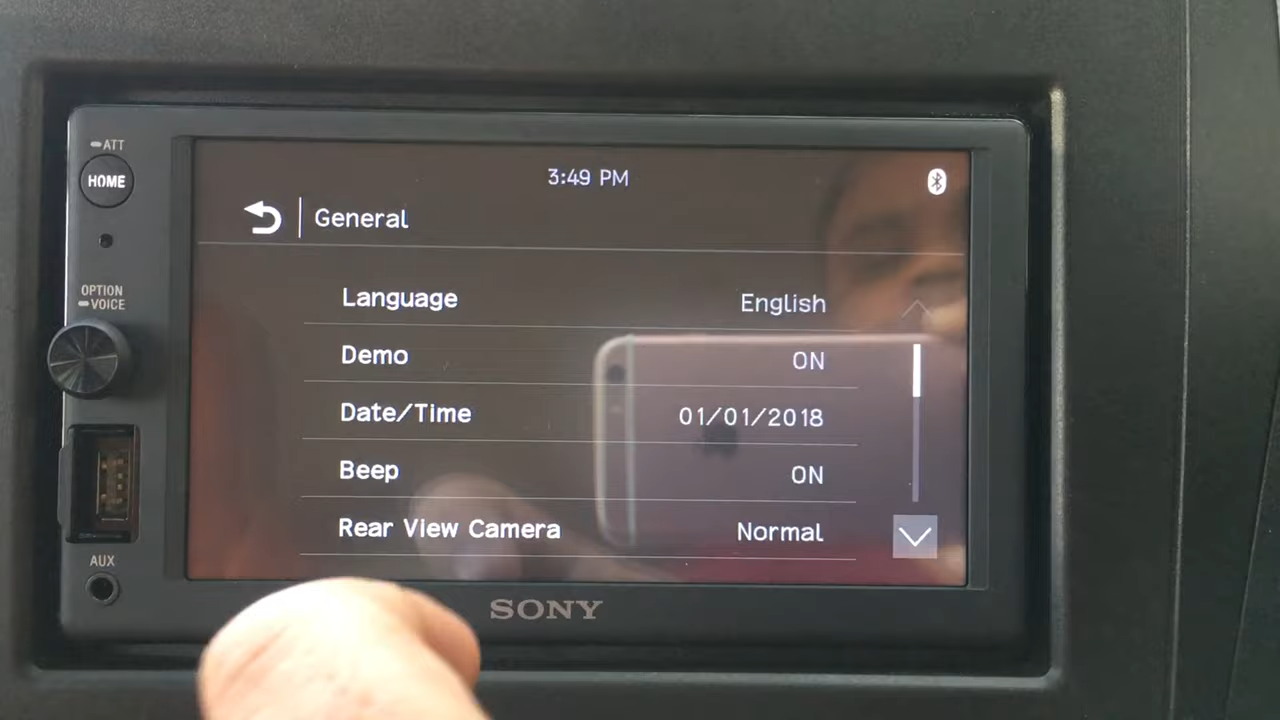 ATT
HOME
3:49 PM
General
OPTION
VOICE
Language English
Demo ON
Date/Time 01/01/2018
Beep ON
Rear View Camera Normal
AUX
SONY